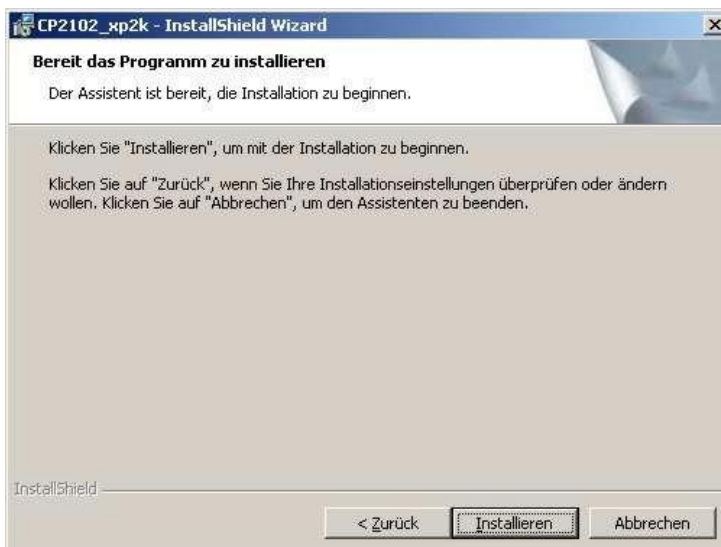 CP2102_xp2k - InstallShield Wizard
Bereit das Programm zu installieren
Der Assistent ist bereit, die Installation zu beginnen.
Klicken Sie "Installieren", um mit der Installation zu beginnen.
Klicken Sie auf "Zurück", wenn Sie Ihre Installationseinstellungen überprüfen oder ändern
wollen. Klicken Sie auf "Abbrechen", um den Assistenten zu beenden.
InstallShield
< Zurück Installieren Abbrechen